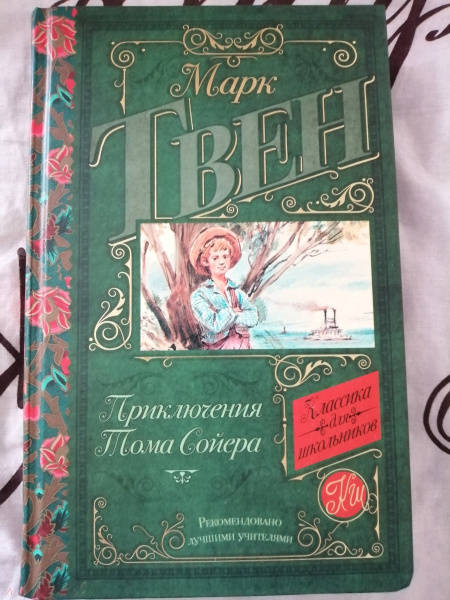 Марк
ТВЕН
Приключения
Тома Сойера
Классика
для
школьников
КШ
Рекомендовано
лучшими учителями